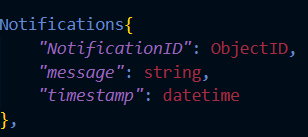 Notifications{
"NotificationID": ObjectID,
"message": string,
"timestamp": datetime
},